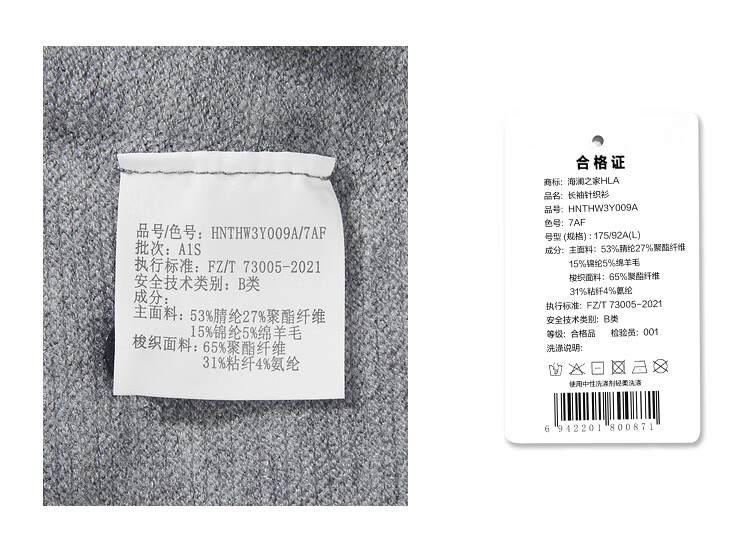 品号/色号: HNTHW3Y009A/7AF
批次: A1S
执行标准: FZ/T 73005-2021
安全技术类别: B类
成分:
主面料: 53%腈纶27%聚酯纤维
15%锦纶5%绵羊毛
梭织面料: 65%聚酯纤维
31%粘纤4%氨纶
合格证
商标: 海澜之家HLA
品名: 长袖针织衫
品号: HNTHW3Y009A
色号: 7AF
号型(规格): 175/92A(L)
成分: 主面料: 53%腈纶27%聚酯纤维
15%锦纶5%绵羊毛
梭织面料: 65%聚酯纤维
31%粘纤4%氨纶
执行标准: FZ/T 73005-2021
安全技术类别: B类
等级: 合格品 检验员: 001
洗涤说明:
使用中性洗涤剂轻柔洗涤
6 942201 800871